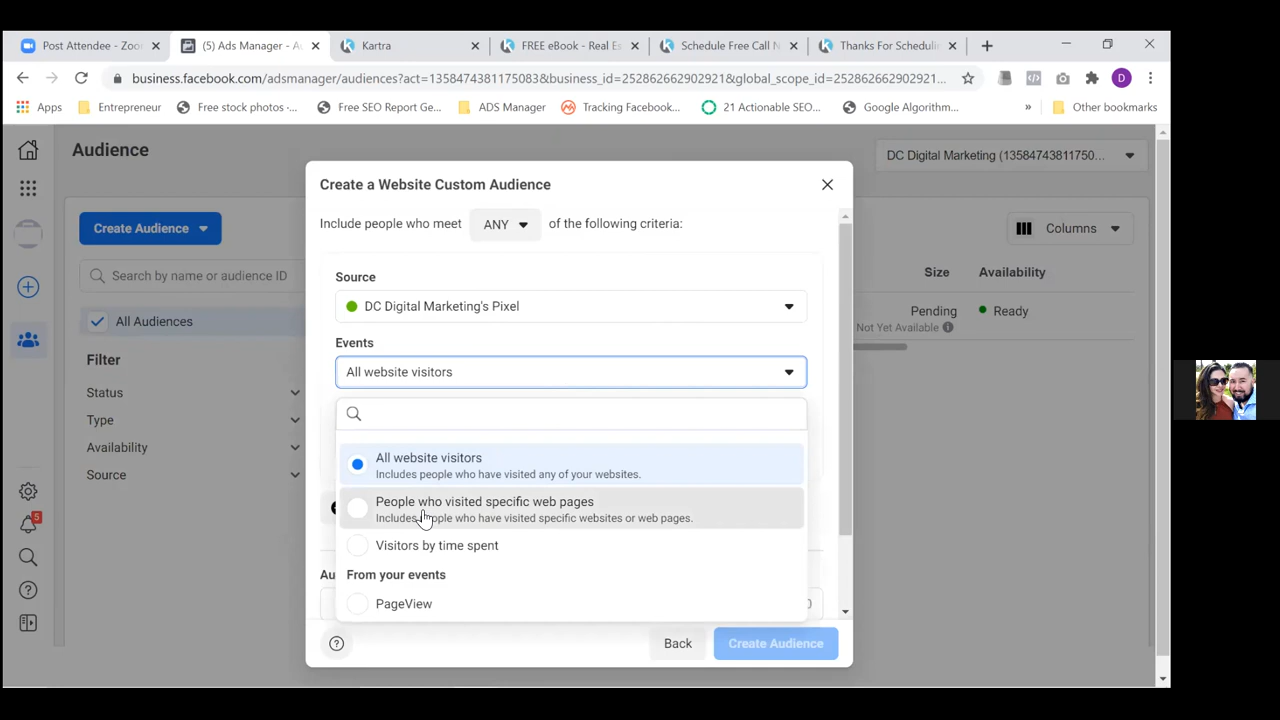 Post Attendee - Zoo
(5) Ads Manager - A
Kartra
FREE eBook - Real Es
Schedule Free Call N
Thanks For Schedulin
business.facebook.com/adsmanager/audiences?act=1358474381175083&business_id=252862662902921&global_scope_id=252862662902921...
D
Apps
Entrepreneur
Free stock photos ·...
Free SEO Report Ge...
ADS Manager
Tracking Facebook...
21 Actionable SEO...
Google Algorithm...
»
Other bookmarks
Audience
DC Digital Marketing (13584743811750...
Create a Website Custom Audience
Include people who meet
ANY
of the following criteria:
Create Audience
Columns
Search by name or audience ID
Source
Size
Availability
DC Digital Marketing's Pixel
Pending
Not Yet Available
Ready
All Audiences
Events
Filter
All website visitors
Status
Type
Availability
Source
All website visitors
Includes people who have visited any of your websites.
People who visited specific web pages
Includes people who have visited specific websites or web pages.
Visitors by time spent
Au
From your events
PageView
0
5
Back
Create Audience